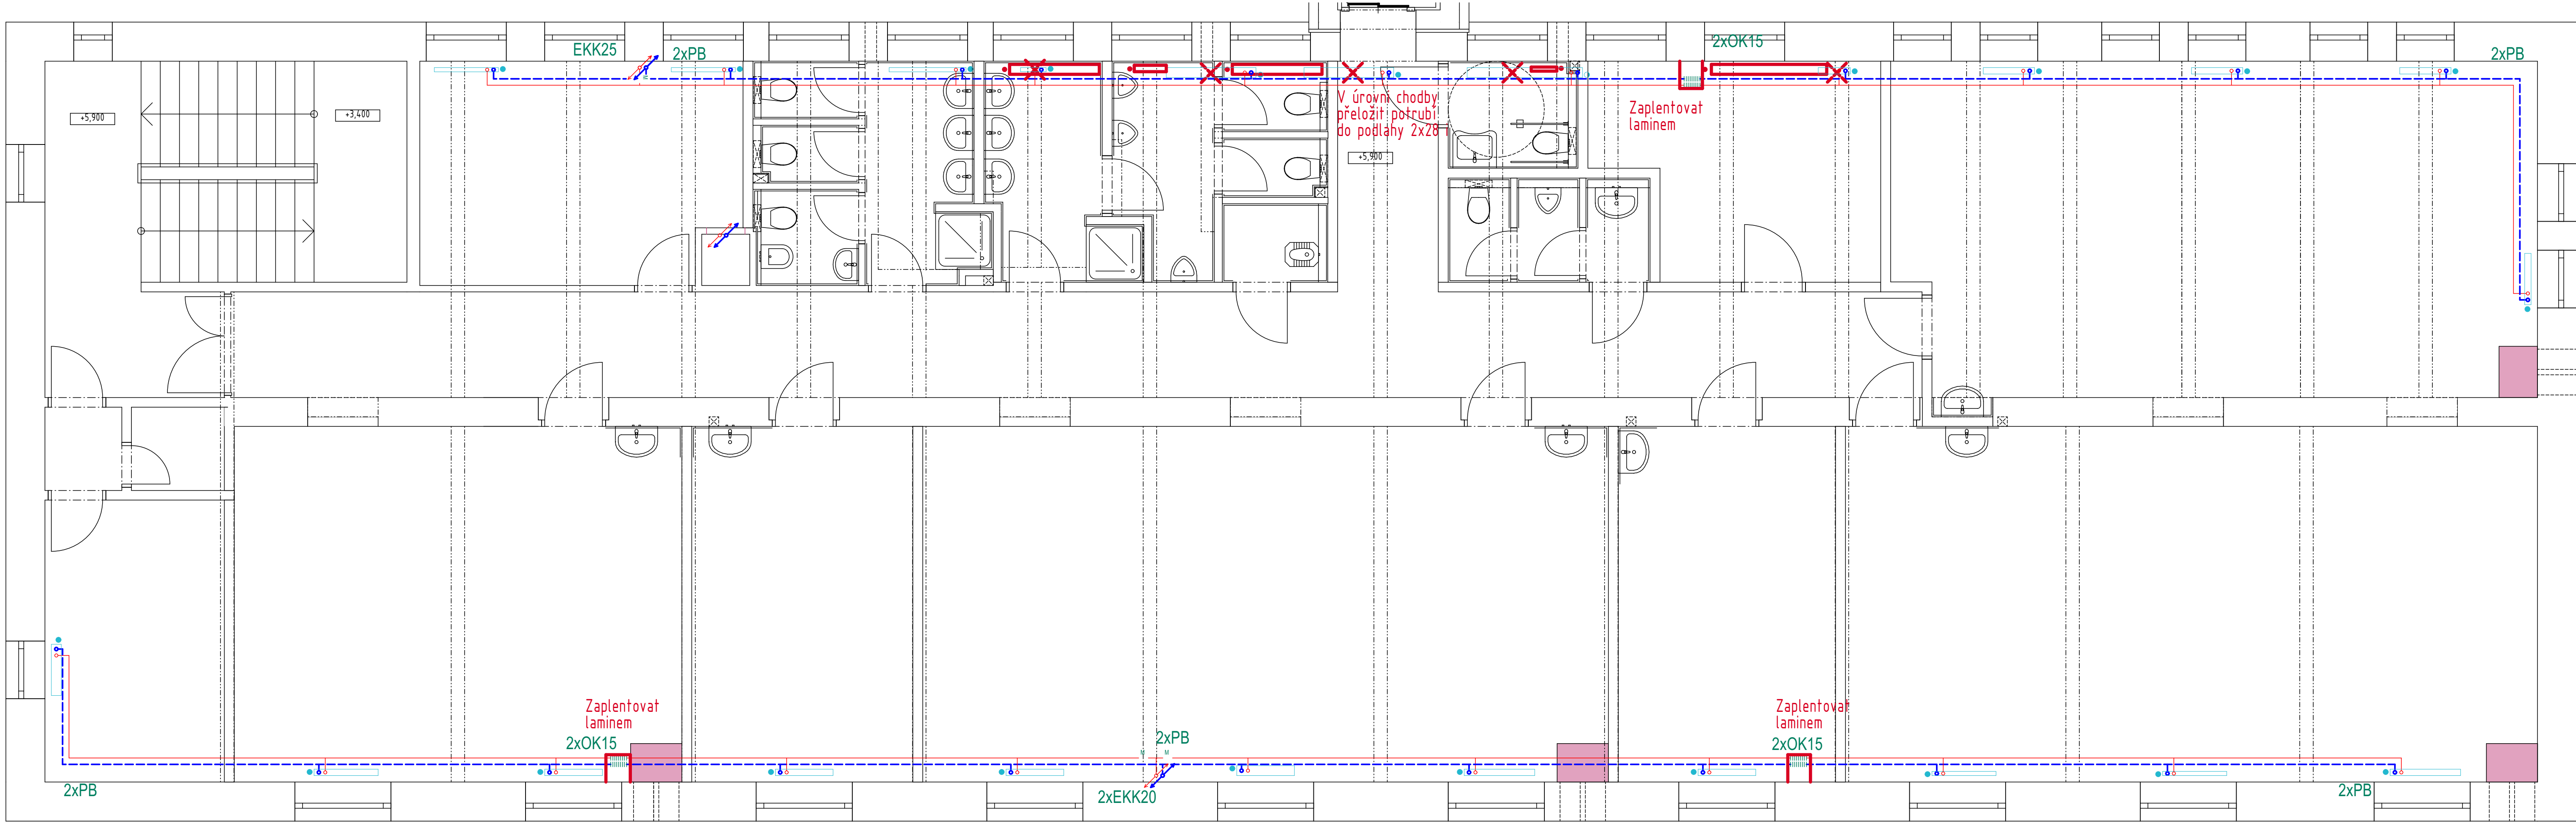 EKK25
2xPB
2xOK15
2xPB
+5,900
+3,400
V úrovni chodby
přeložit potrubí
do podlahy 2x28
Zaplentovat
laminem
+5,900
Zaplentovat
laminem
2xOK15
2xPB
M
M
Zaplentovat
laminem
2xOK15
2xPB
2xEKK20
2xPB